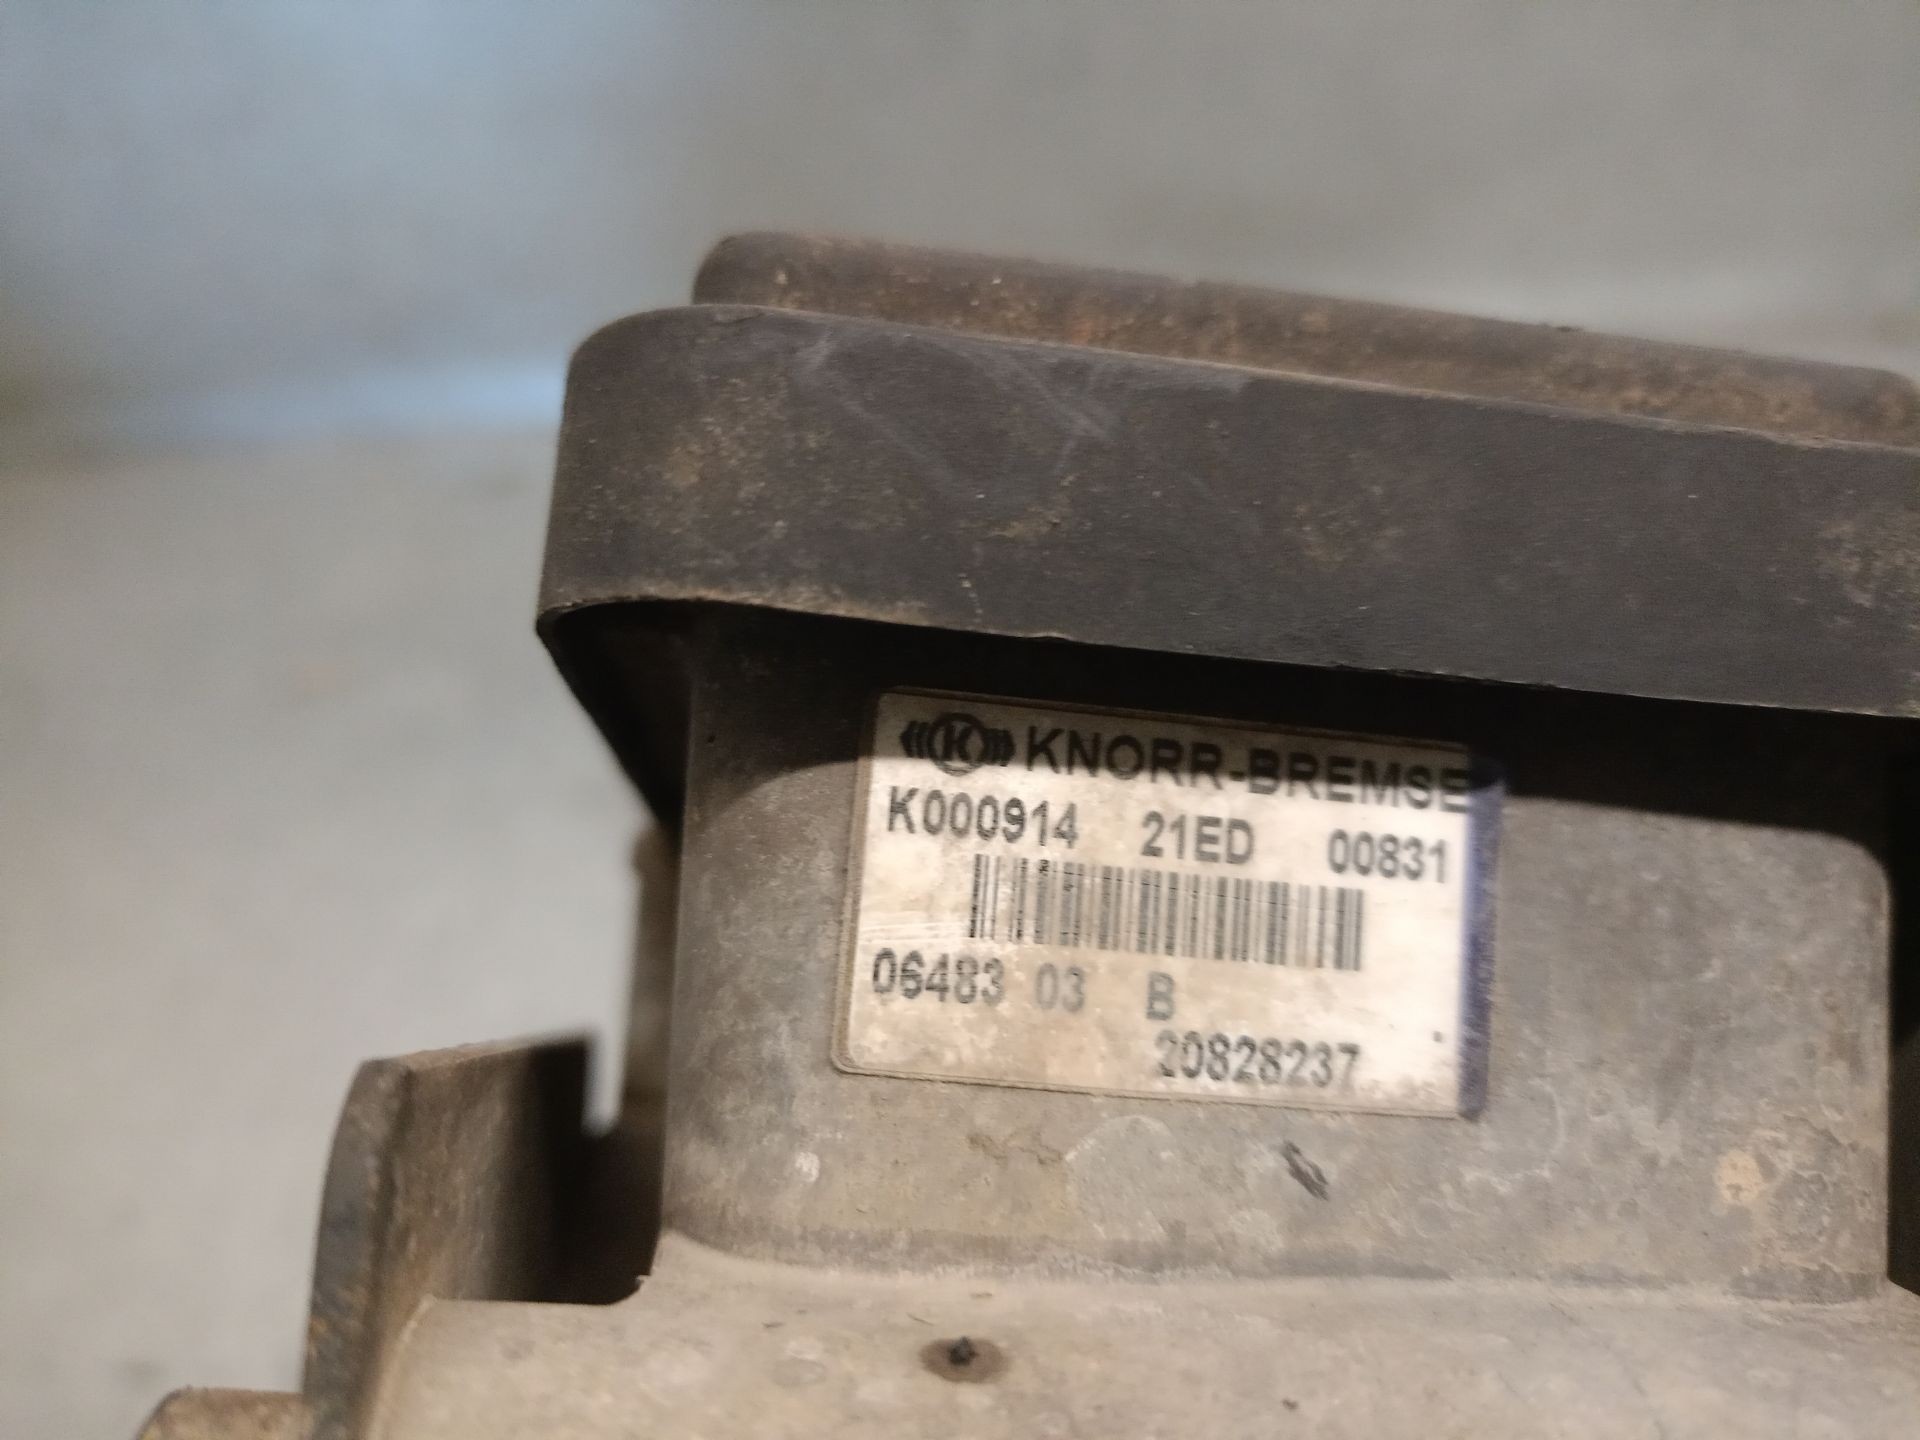 K KNORR-BREMSE
K000914 21ED 00831
06483 03 B
20828237